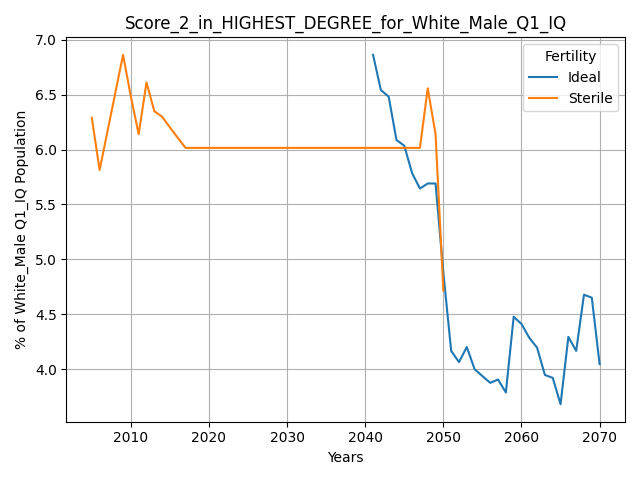 Score_2_in_HIGHEST_DEGREE_for_White_Male_Q1_IQ
% of White_Male Q1_IQ Population
7.0
6.5
6.0
5.5
5.0
4.5
4.0
Fertility
Ideal
Sterile
2010 2020 2030 2040 2050 2060 2070
Years